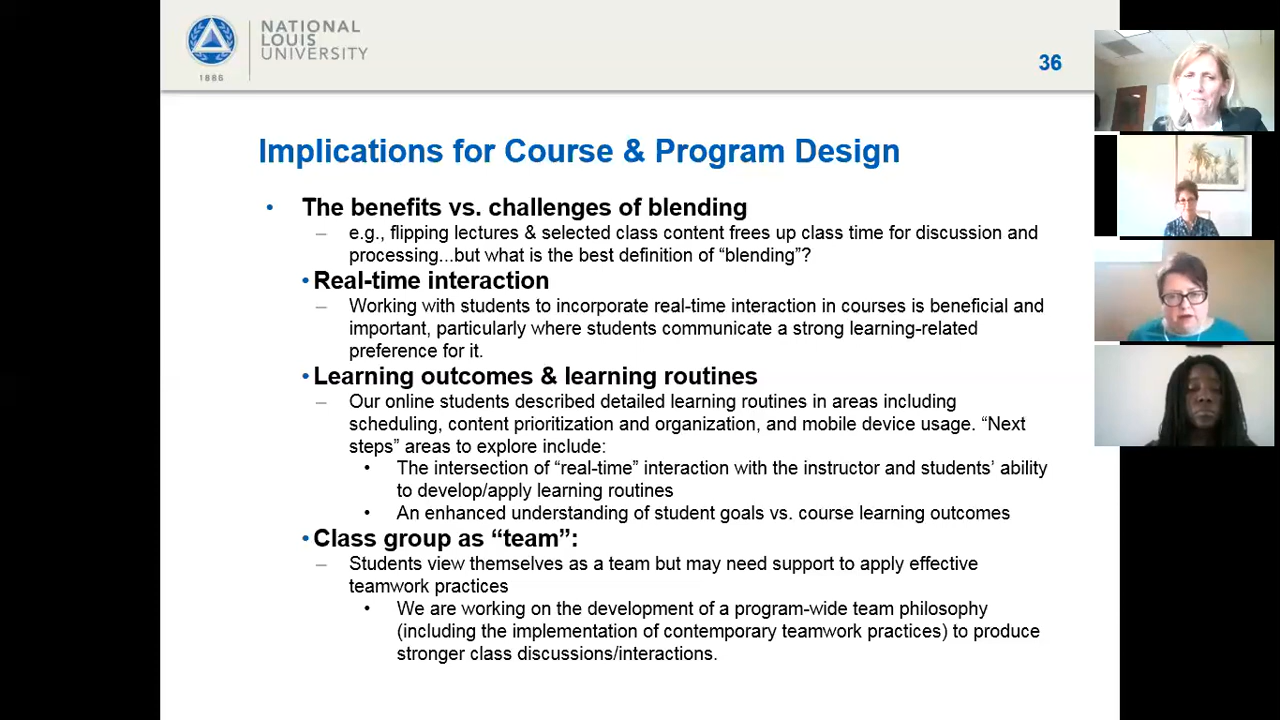 NATIONAL
LOUIS
UNIVERSITY
1886
36
Implications for Course & Program Design
• The benefits vs. challenges of blending
– e.g., flipping lectures & selected class content frees up class time for discussion and
processing...but what is the best definition of “blending”?
• Real-time interaction
– Working with students to incorporate real-time interaction in courses is beneficial and
important, particularly where students communicate a strong learning-related
preference for it.
• Learning outcomes & learning routines
– Our online students described detailed learning routines in areas including
scheduling, content prioritization and organization, and mobile device usage. “Next
steps” areas to explore include:
• The intersection of “real-time” interaction with the instructor and students’ ability
to develop/apply learning routines
• An enhanced understanding of student goals vs. course learning outcomes
• Class group as “team”:
– Students view themselves as a team but may need support to apply effective
teamwork practices
• We are working on the development of a program-wide team philosophy
(including the implementation of contemporary teamwork practices) to produce
stronger class discussions/interactions.